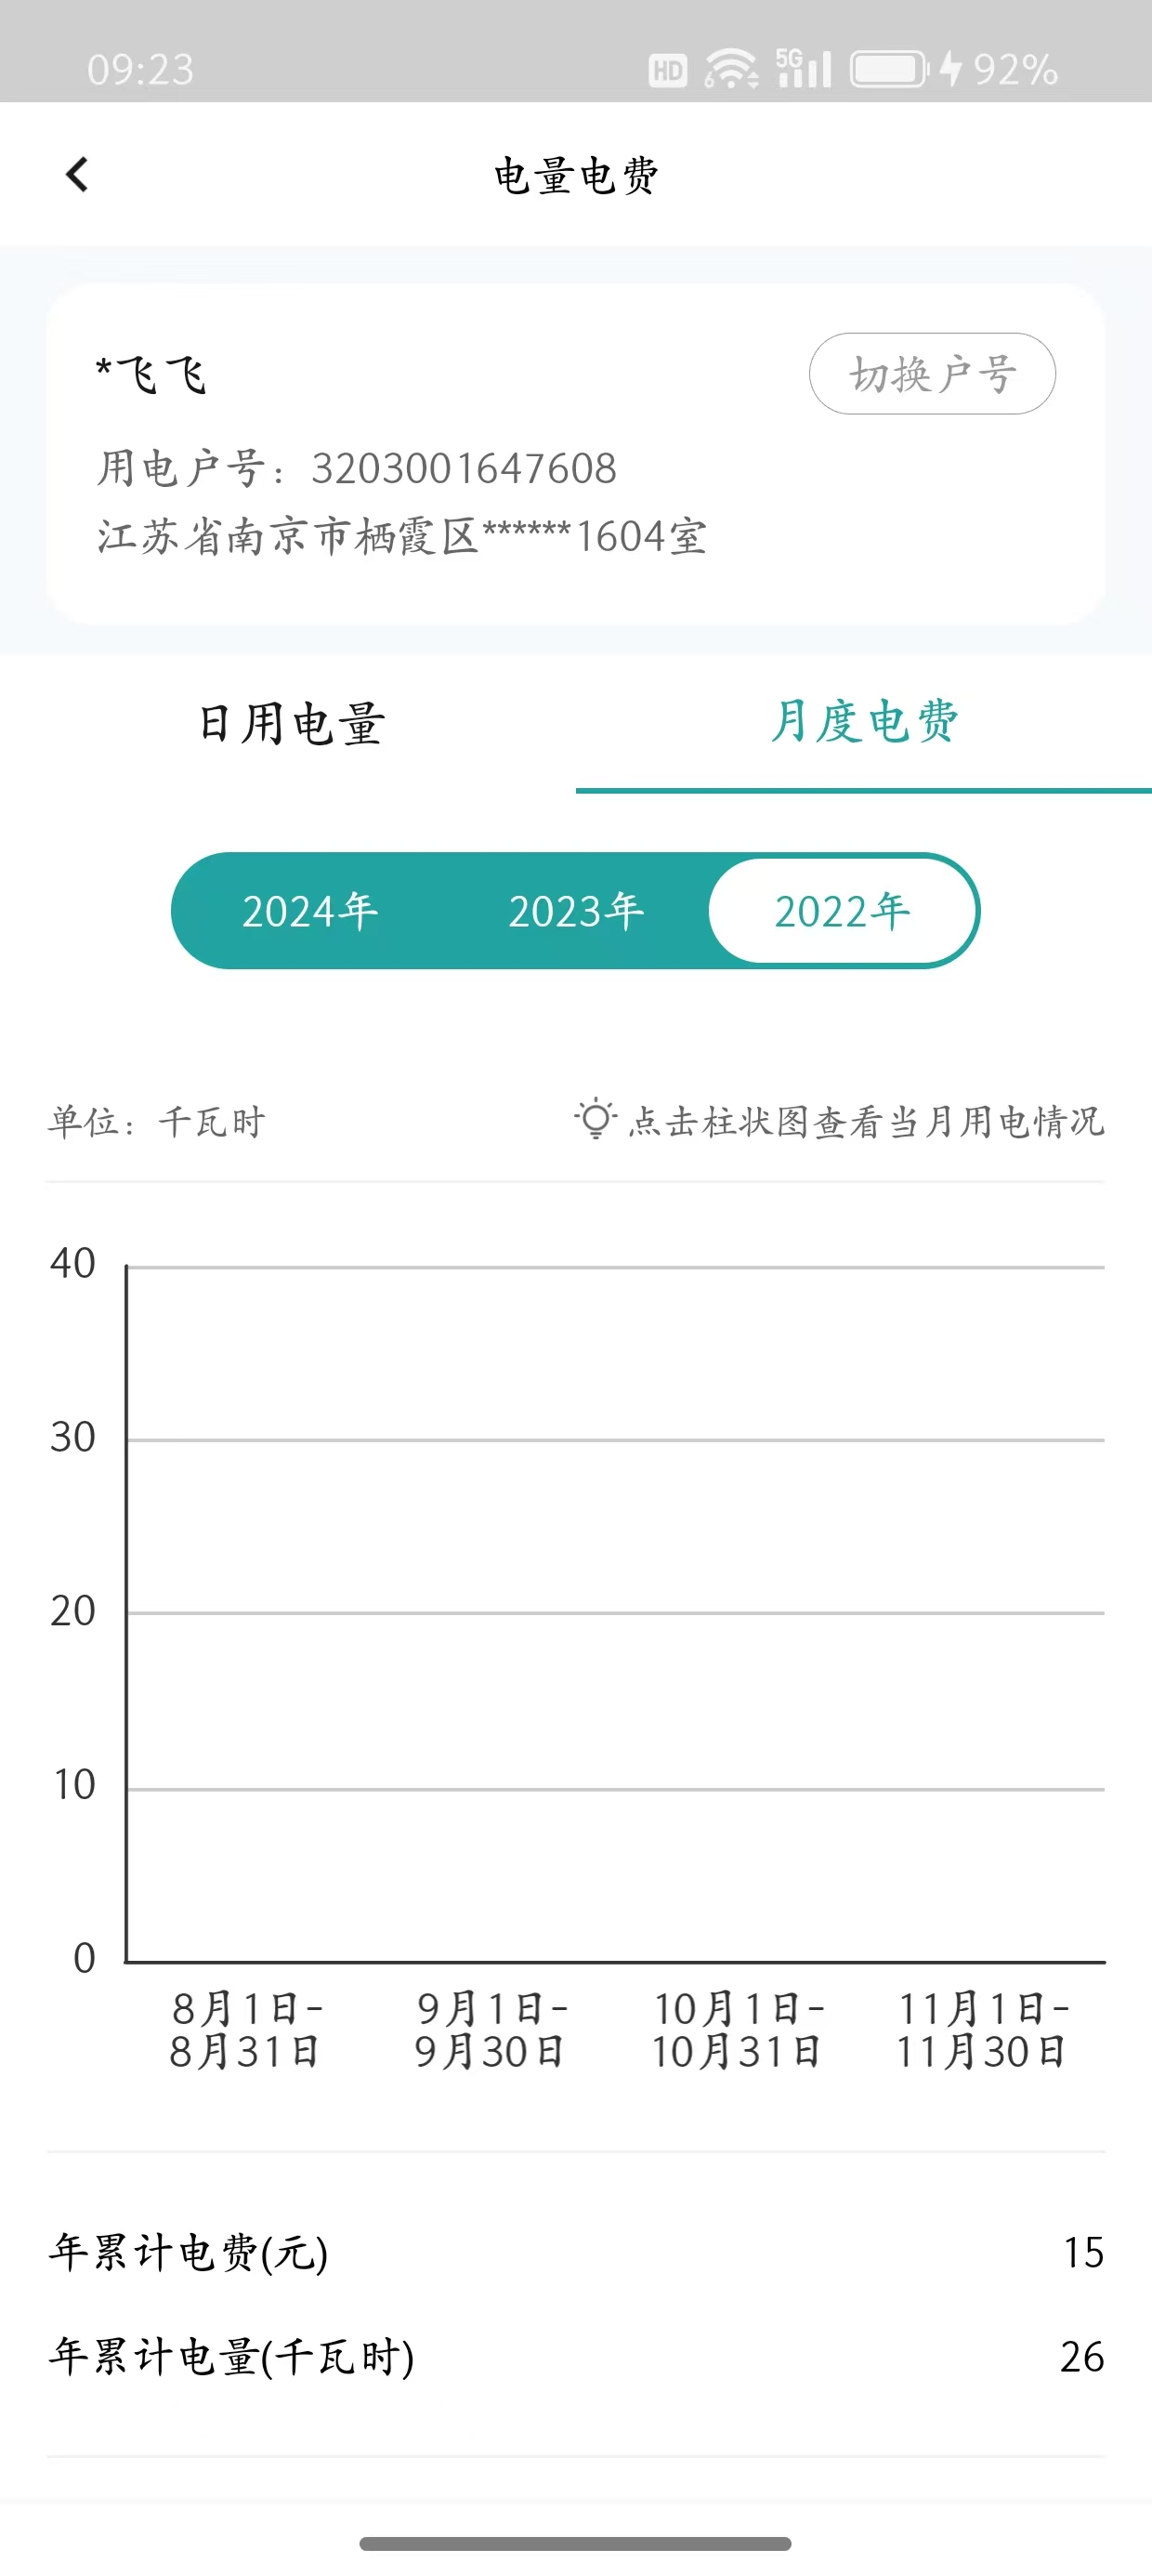 09:23 HD 6 5G 92%
电量电费
*飞飞 切换户号
用电户号：3203001647608
江苏省南京市栖霞区******1604室
日用电量 月度电费
2024年 2023年 2022年
单位：千瓦时 点击柱状图查看当月用电情况
40
30
20
10
0
8月1日- 9月1日- 10月1日- 11月1日-
8月31日 9月30日 10月31日 11月30日
年累计电费(元) 15
年累计电量(千瓦时) 26